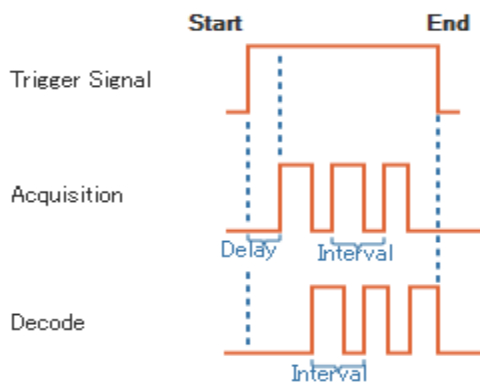 Start End
Trigger Signal
Acquisition
Delay Interval
Decode
Interval